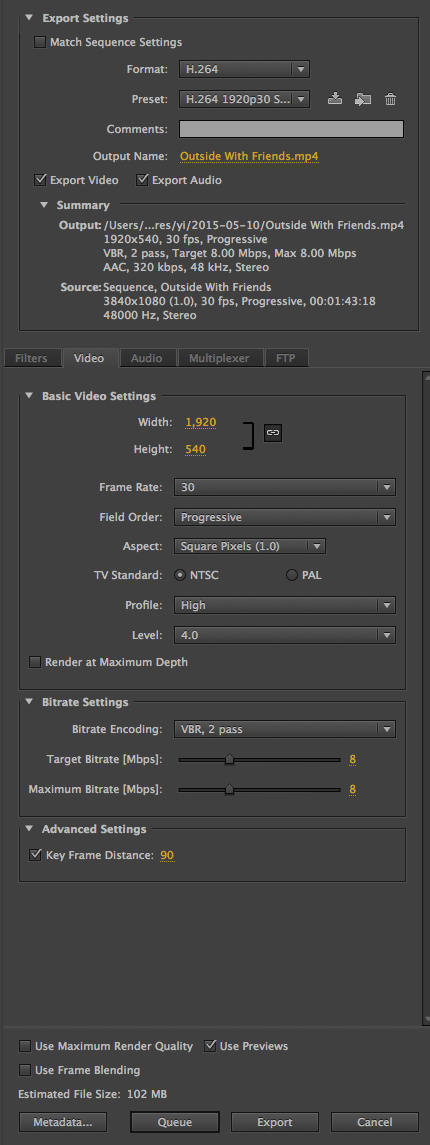 Export Settings
Match Sequence Settings
Format: H.264
Preset: H.264 1920p30 S...
Comments:
Output Name: Outside With Friends.mp4
Export Video Export Audio
Summary
Output: /Users/...res/yi/2015-05-10/Outside With Friends.mp4
1920x540, 30 fps, Progressive
VBR, 2 pass, Target 8.00 Mbps, Max 8.00 Mbps
AAC, 320 kbps, 48 kHz, Stereo
Source: Sequence, Outside With Friends
3840x1080 (1.0), 30 fps, Progressive, 00:01:43:18
48000 Hz, Stereo
Filters Video Audio Multiplexer FTP
Basic Video Settings
Width: 1,920
Height: 540
Frame Rate: 30
Field Order: Progressive
Aspect: Square Pixels (1.0)
TV Standard: NTSC PAL
Profile: High
Level: 4.0
Render at Maximum Depth
Bitrate Settings
Bitrate Encoding: VBR, 2 pass
Target Bitrate [Mbps]: 8
Maximum Bitrate [Mbps]: 8
Advanced Settings
Key Frame Distance: 90
Use Maximum Render Quality Use Previews
Use Frame Blending
Estimated File Size: 102 MB
Metadata... Queue Export Cancel